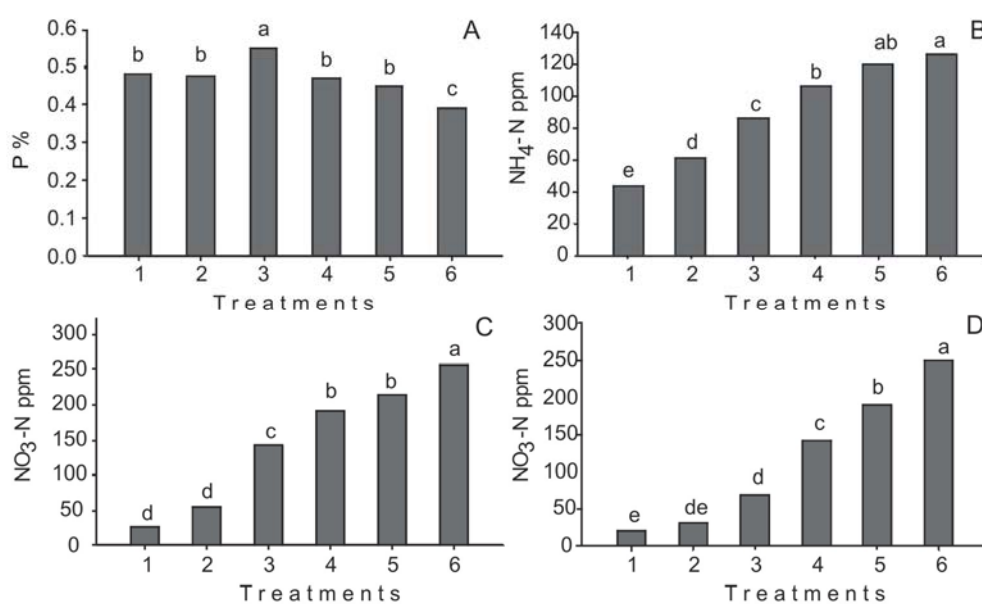 A
P %
0.6
0.5
0.4
0.3
0.2
0.1
0.0
b b a b b c
1 2 3 4 5 6
Treatments
B
NH4-N ppm
140
120
100
80
60
40
20
0
e d c b ab a
1 2 3 4 5 6
Treatments
C
NO3-N ppm
300
250
200
150
100
50
0
d d c b b a
1 2 3 4 5 6
Treatments
D
NO3-N ppm
300
250
200
150
250
50
0
e de d c b a
1 2 3 4 5 6
Treatments